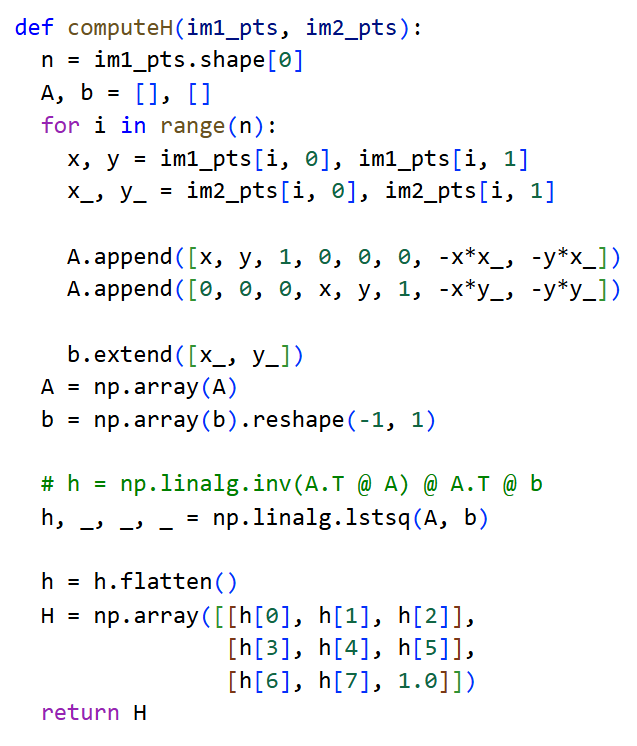 def computeH(im1_pts, im2_pts):
  n = im1_pts.shape[0]
  A, b = [], []
  for i in range(n):
    x, y = im1_pts[i, 0], im1_pts[i, 1]
    x_, y_ = im2_pts[i, 0], im2_pts[i, 1]

    A.append([x, y, 1, 0, 0, 0, -x*x_, -y*x_])
    A.append([0, 0, 0, x, y, 1, -x*y_, -y*y_])

    b.extend([x_, y_])
  A = np.array(A)
  b = np.array(b).reshape(-1, 1)

  # h = np.linalg.inv(A.T @ A) @ A.T @ b
  h, _, _, _ = np.linalg.lstsq(A, b)

  h = h.flatten()
  H = np.array([[h[0], h[1], h[2]],
                [h[3], h[4], h[5]],
                [h[6], h[7], 1.0]])
  return H